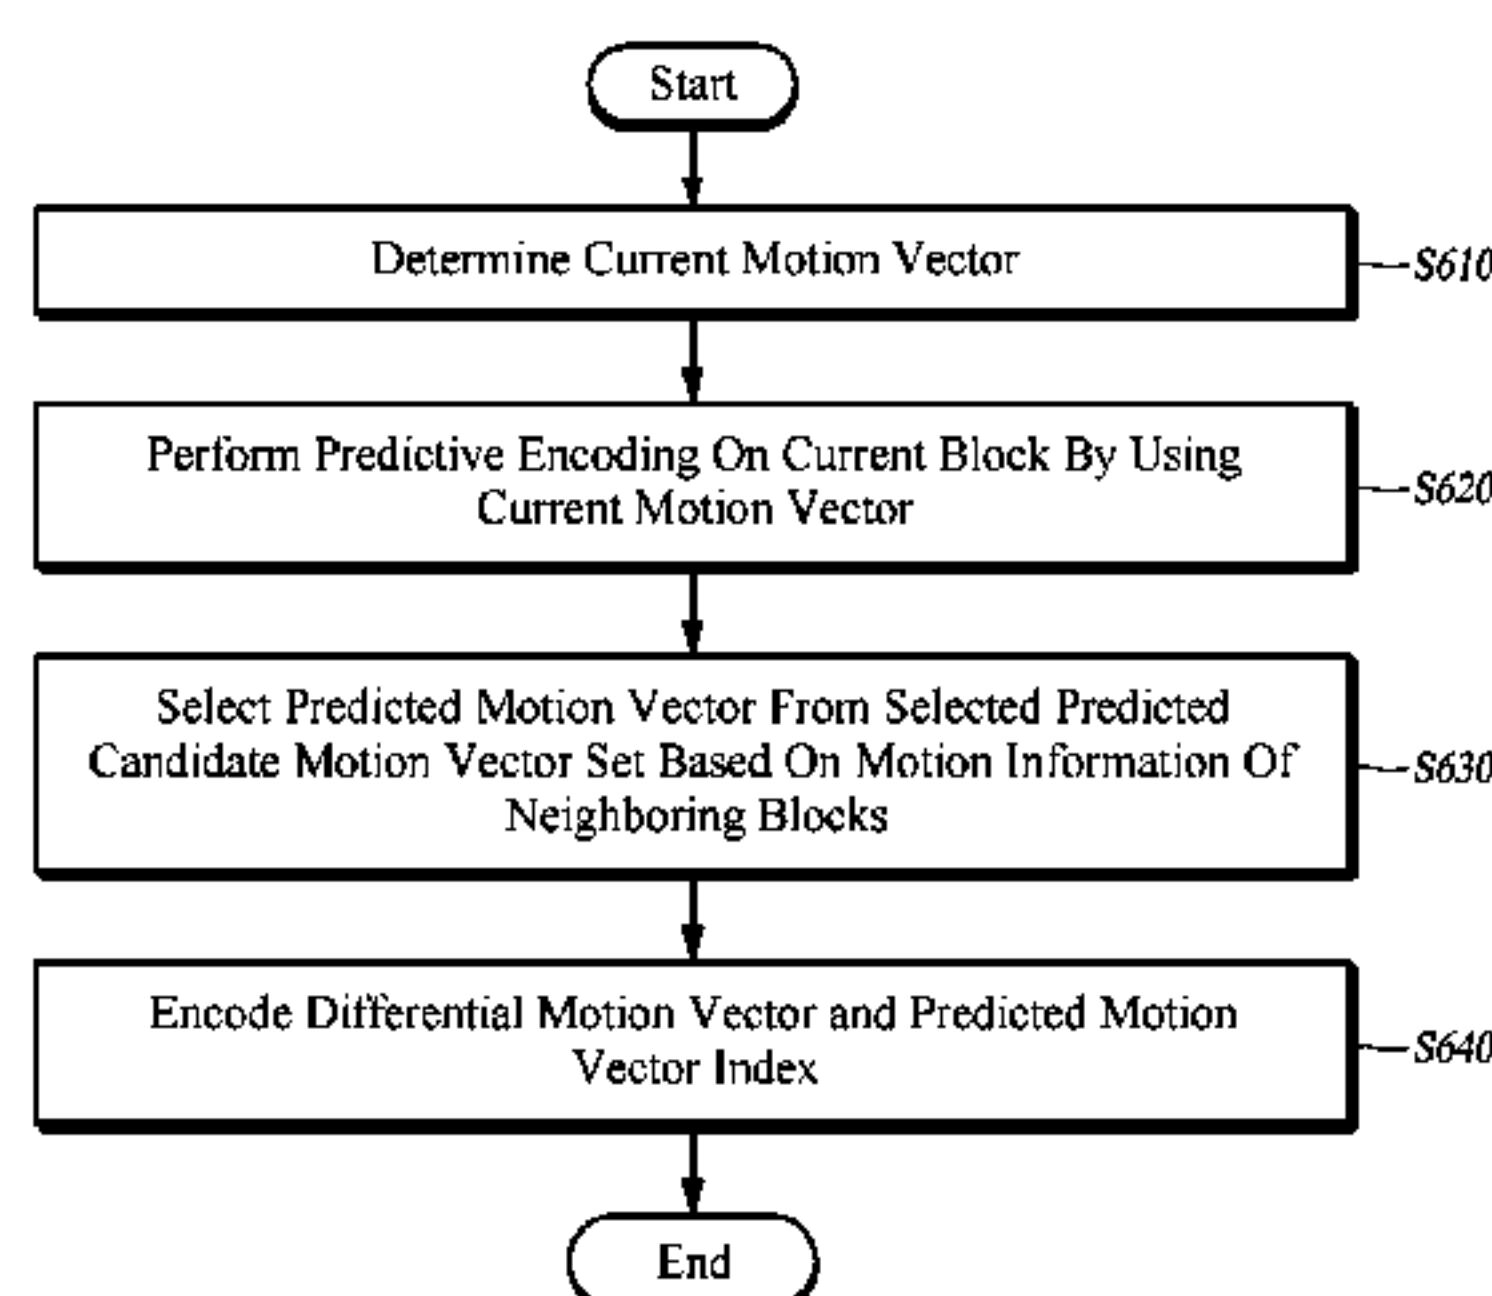 Start
Determine Current Motion Vector
S610
Perform Predictive Encoding On Current Block By Using
Current Motion Vector
S620
Select Predicted Motion Vector From Selected Predicted
Candidate Motion Vector Set Based On Motion Information Of
Neighboring Blocks
S630
Encode Differential Motion Vector and Predicted Motion
Vector Index
S640
End